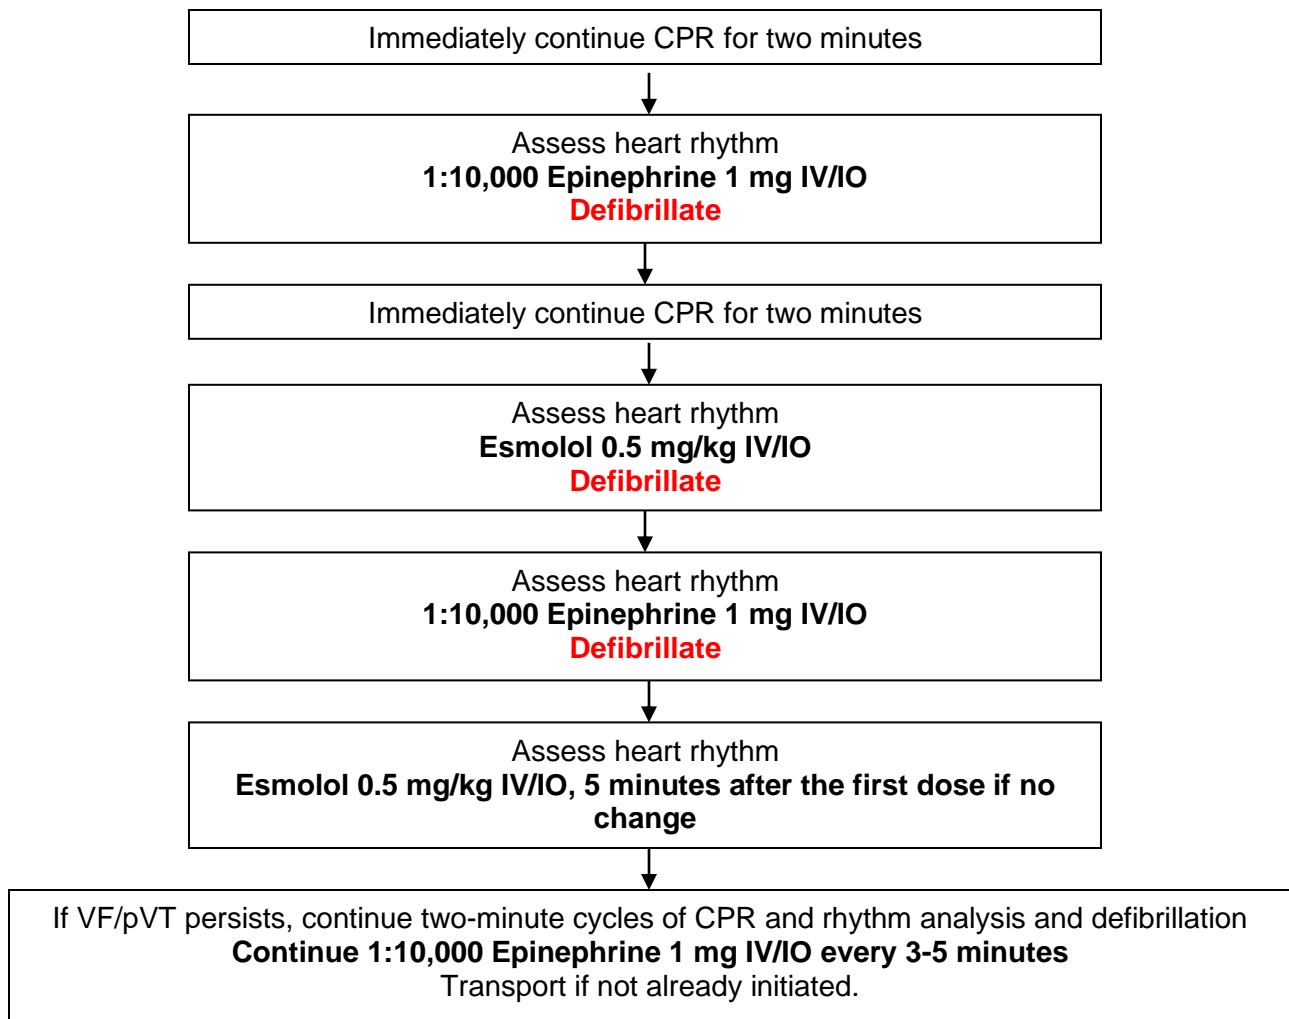 Immediately continue CPR for two minutes
Assess heart rhythm
1:10,000 Epinephrine 1 mg IV/IO
Defibrillate
Immediately continue CPR for two minutes
Assess heart rhythm
Esmolol 0.5 mg/kg IV/IO
Defibrillate
Assess heart rhythm
1:10,000 Epinephrine 1 mg IV/IO
Defibrillate
Assess heart rhythm
Esmolol 0.5 mg/kg IV/IO, 5 minutes after the first dose if no
change
If VF/pVT persists, continue two-minute cycles of CPR and rhythm analysis and defibrillation
Continue 1:10,000 Epinephrine 1 mg IV/IO every 3-5 minutes
Transport if not already initiated.